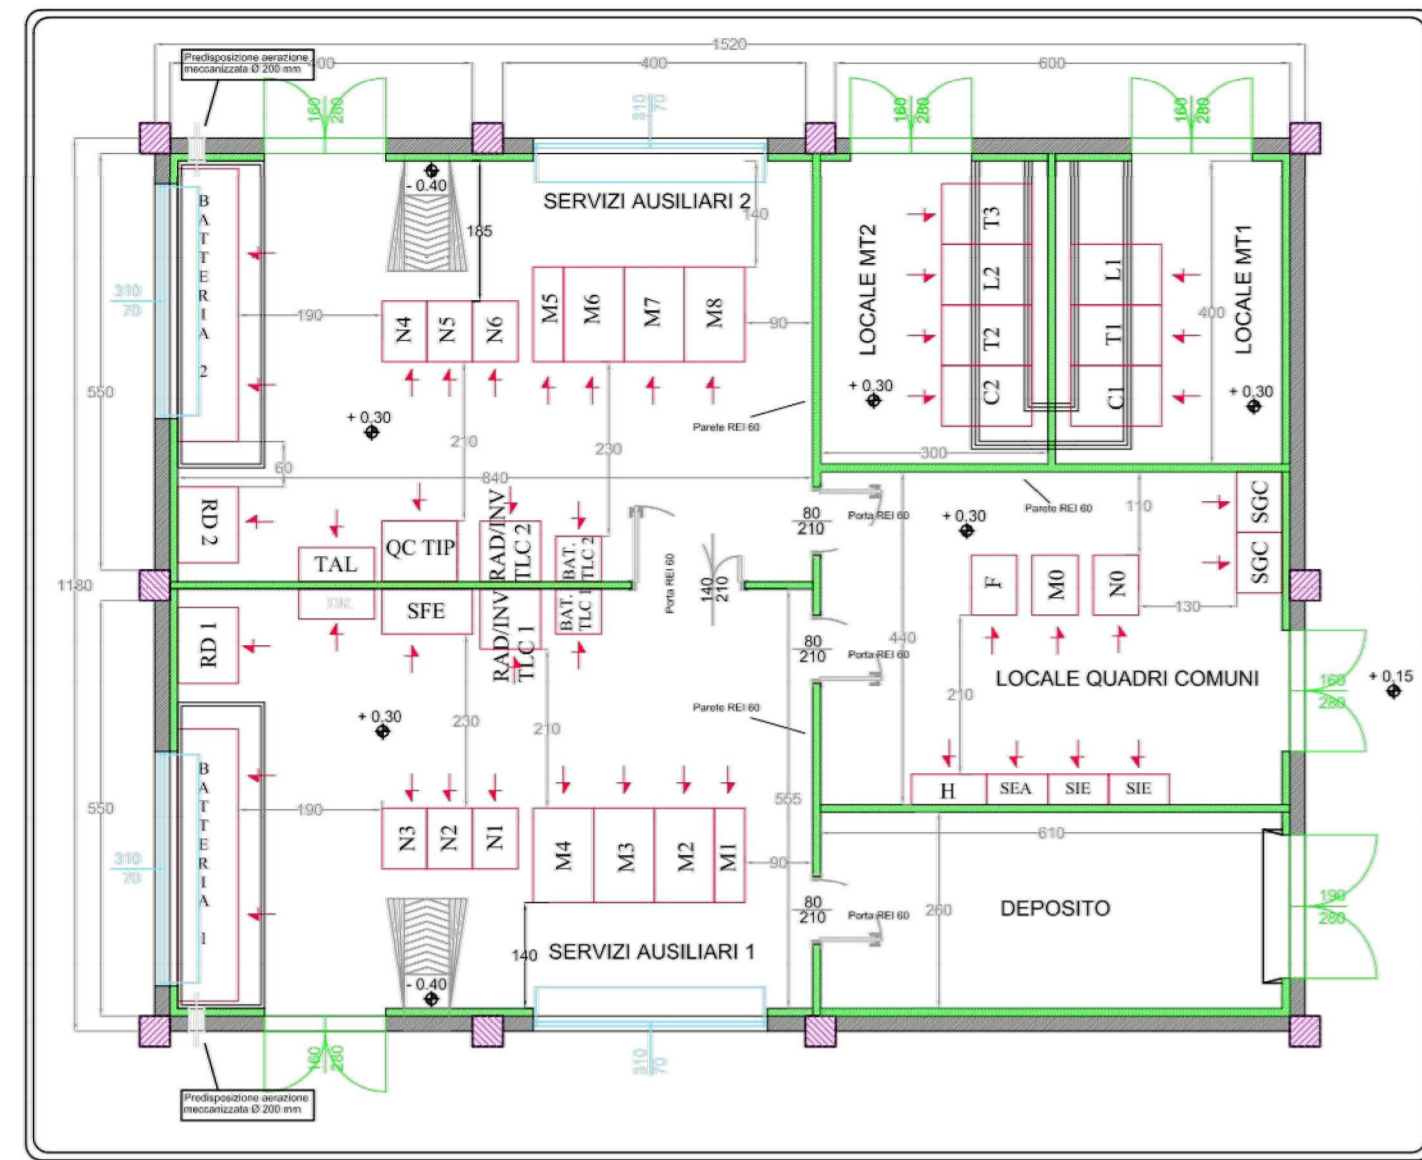 1520
Predisposizione aerazione
meccanizzata Ø 200 mm
400
400
600
160
280
310
70
160
280
160
280
- 0.40
185
SERVIZI AUSILIARI 2
140
BATTERIA 2
310
70
190
N4
N5
N6
M5
M6
M7
M8
90
LOCALE MT2
T3
L2
T2
C2
L1
T1
C1
LOCALE MT1
400
+ 0.30
+ 0.30
550
+ 0.30
210
230
Parete REI 60
60
840
300
RD 2
TAL
QC TIP
RAD/INV
TLC 2
BAT.
TLC 2
80
210
Porta REI 60
+0.30
Parete REI 60
110
SGC
SGC
1180
Porta REI 60
140
210
F
M0
N0
130
RD 1
SFE
RAD/INV
TLC 1
BAT.
TLC 1
80
210
Porta REI 60
440
210
LOCALE QUADRI COMUNI
160
280
+ 0.15
+ 0.30
230
210
Parete REI 60
H
SEA
SIE
SIE
BATTERIA 1
550
310
70
190
N3
N2
N1
M4
M3
M2
M1
90
555
610
80
210
Porta REI 60
260
DEPOSITO
190
280
140
SERVIZI AUSILIARI 1
- 0.40
160
280
310
70
Predisposizione aerazione
meccanizzata Ø 200 mm